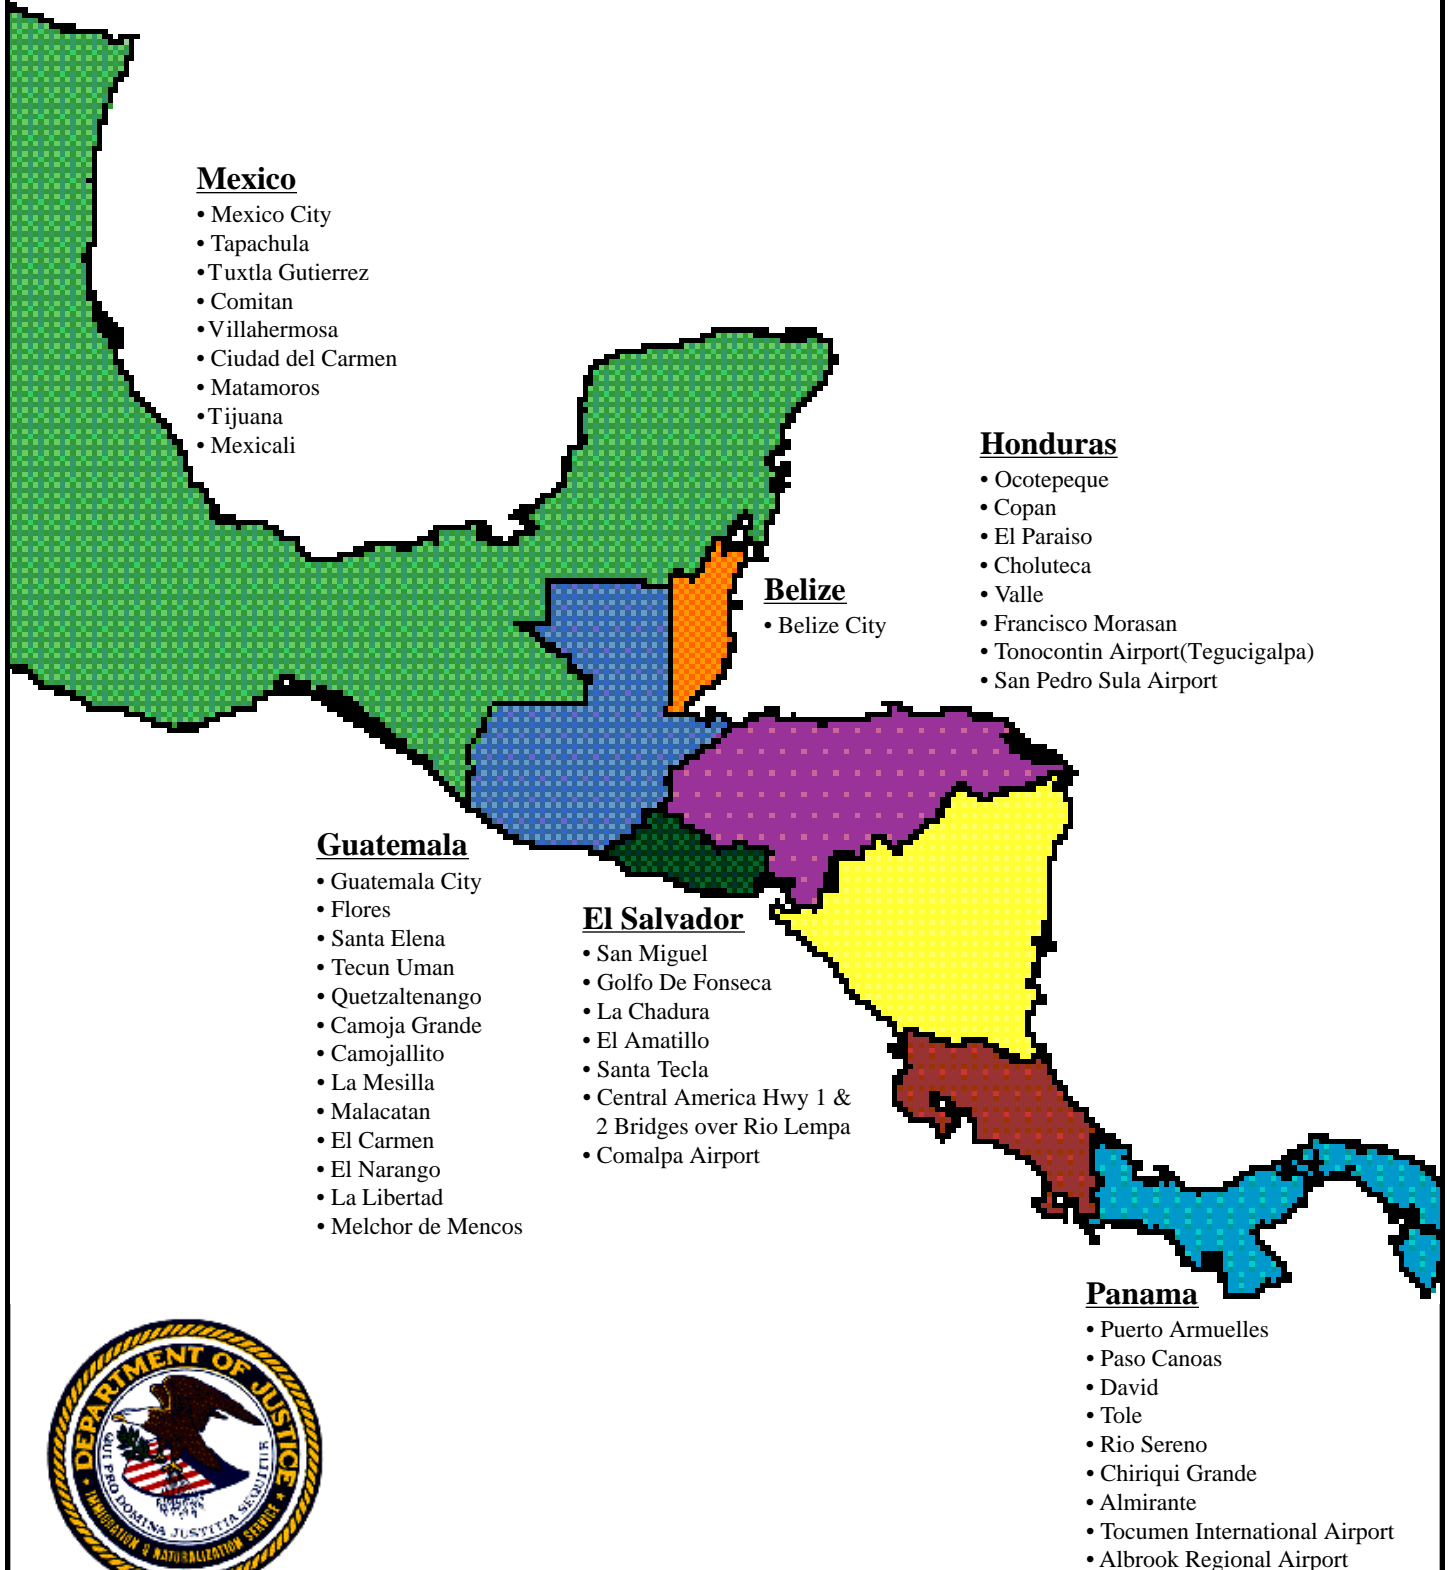 Mexico
• Mexico City
• Tapachula
• Tuxtla Gutierrez
• Comitan
• Villahermosa
• Ciudad del Carmen
• Matamoros
• Tijuana
• Mexicali
Honduras
• Ocotepeque
• Copan
• El Paraiso
• Choluteca
• Valle
• Francisco Morasan
• Tonocontin Airport(Tegucigalpa)
• San Pedro Sula Airport
Belize
• Belize City
Guatemala
• Guatemala City
• Flores
• Santa Elena
• Tecun Uman
• Quetzaltenango
• Camoja Grande
• Camojallito
• La Mesilla
• Malacatan
• El Carmen
• El Narango
• La Libertad
• Melchor de Mencos
El Salvador
• San Miguel
• Golfo De Fonseca
• La Chadura
• El Amatillo
• Santa Tecla
• Central America Hwy 1 &
2 Bridges over Rio Lempa
• Comalpa Airport
Panama
• Puerto Armuelles
• Paso Canoas
• David
• Tole
• Rio Sereno
• Chiriqui Grande
• Almirante
• Tocumen International Airport
• Albrook Regional Airport
DEPARTMENT OF JUSTICE
QUI PRO DOMINA JUSTITIA SEQUITUR
IMMIGRATION & NATURALIZATION SERVICE